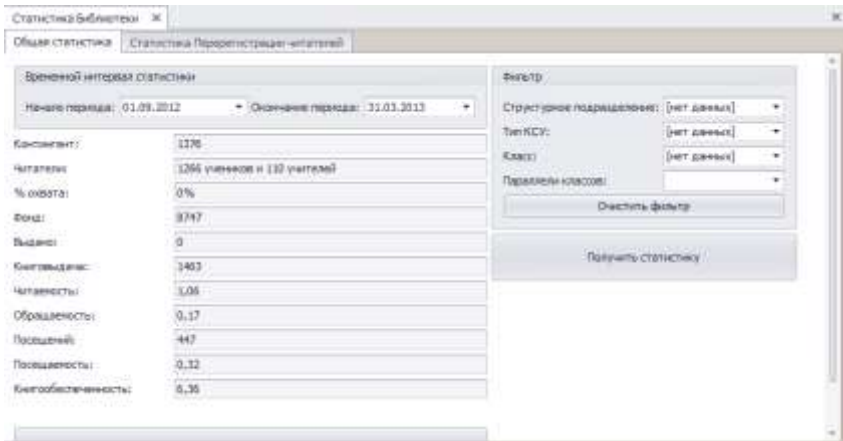 Статистика Библиотеки
Общая статистика Статистика Перерегистрации читателей
Временной интервал статистики
Начало периода: 01.09.2012 Окончание периода: 31.03.2013
Контингент: 1376
Читатели: 1266 учеников и 110 учителей
% охвата: 0%
Фонд: 8747
Выдано: 0
Книговыдача: 1463
Читаемость: 1,06
Обращаемость: 0,17
Посещений: 447
Посещаемость: 0,32
Книгообеспеченность: 6,36
Фильтр
Структурное подразделение: [нет данных]
Тип КСУ: [нет данных]
Класс: [нет данных]
Параллели классов:
Очистить фильтр
Получить статистику